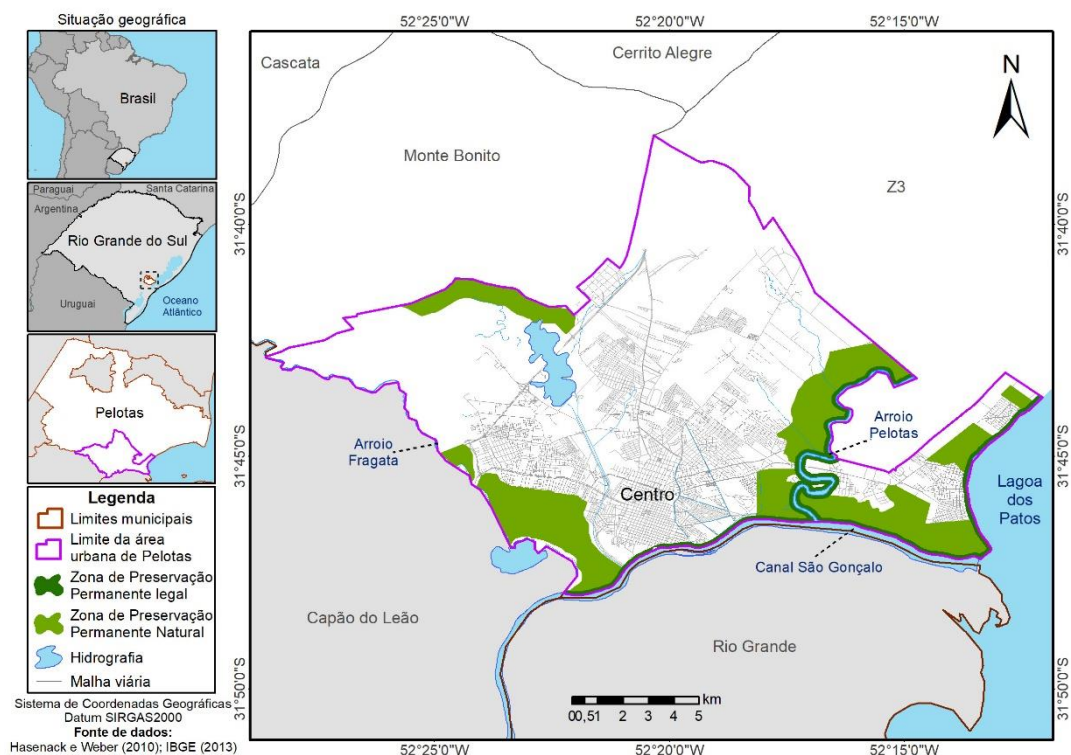 Situação geográfica
Brasil
Paraguai
Santa Catarina
Argentina
Rio Grande do Sul
Uruguai
Oceano
Atlântico
Pelotas
Legenda
Limites municipais
Limite da área
urbana de Pelotas
Zona de Preservação
Permanente legal
Zona de Preservação
Permanente Natural
Hidrografia
Malha viária
Sistema de Coordenadas Geográficas
Datum SIRGAS2000
Fonte de dados:
Hasenack e Weber (2010); IBGE (2013)
52°25'0"W
52°20'0"W
52°15'0"W
31°40'0"S
31°45'0"S
31°50'0"S
Cascata
Cerrito Alegre
N
Monte Bonito
Z3
Arroio
Fragata
Arroio
Pelotas
Centro
Lagoa
dos
Patos
Canal São Gonçalo
Capão do Leão
Rio Grande
km
00,51 2 3 4 5
31°40'0"S
31°45'0"S
31°50'0"S
52°25'0"W
52°20'0"W
52°15'0"W